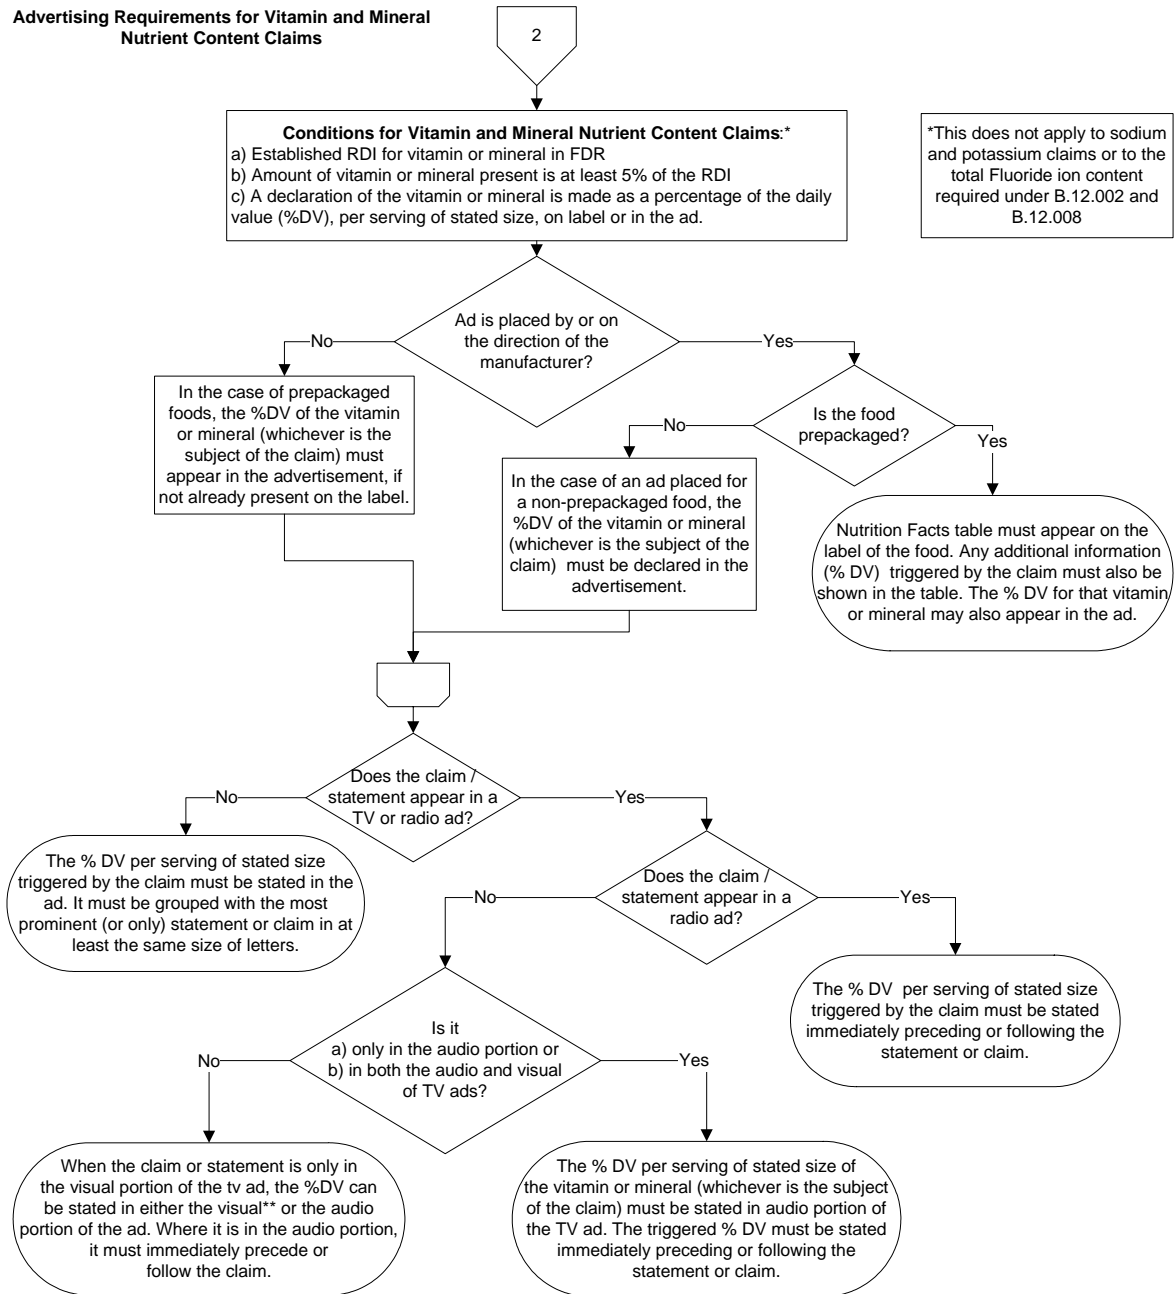 Advertising Requirements for Vitamin and Mineral
Nutrient Content Claims
2
Conditions for Vitamin and Mineral Nutrient Content Claims:*
a) Established RDI for vitamin or mineral in FDR
b) Amount of vitamin or mineral present is at least 5% of the RDI
c) A declaration of the vitamin or mineral is made as a percentage of the daily
value (%DV), per serving of stated size, on label or in the ad.
*This does not apply to sodium
and potassium claims or to the
total Fluoride ion content
required under B.12.002 and
B.12.008
Ad is placed by or on
the direction of the
manufacturer?
No
Yes
In the case of prepackaged
foods, the %DV of the vitamin
or mineral (whichever is the
subject of the claim) must
appear in the advertisement, if
not already present on the label.
Is the food
prepackaged?
No
Yes
In the case of an ad placed for
a non-prepackaged food, the
%DV of the vitamin or mineral
(whichever is the subject of the
claim) must be declared in the
advertisement.
Nutrition Facts table must appear on the
label of the food. Any additional information
(% DV) triggered by the claim must also be
shown in the table. The % DV for that vitamin
or mineral may also appear in the ad.
Does the claim /
statement appear in a
TV or radio ad?
No
Yes
The % DV per serving of stated size
triggered by the claim must be stated in the
ad. It must be grouped with the most
prominent (or only) statement or claim in at
least the same size of letters.
Does the claim /
statement appear in a
radio ad?
No
Yes
The % DV per serving of stated size
triggered by the claim must be stated
immediately preceding or following the
statement or claim.
Is it
a) only in the audio portion or
b) in both the audio and visual
of TV ads?
No
Yes
When the claim or statement is only in
the visual portion of the tv ad, the %DV can
be stated in either the visual** or the audio
portion of the ad. Where it is in the audio portion,
it must immediately precede or
follow the claim.
The % DV per serving of stated size of
the vitamin or mineral (whichever is the subject
of the claim) must be stated in audio portion of
the TV ad. The triggered % DV must be stated
immediately preceding or following the
statement or claim.